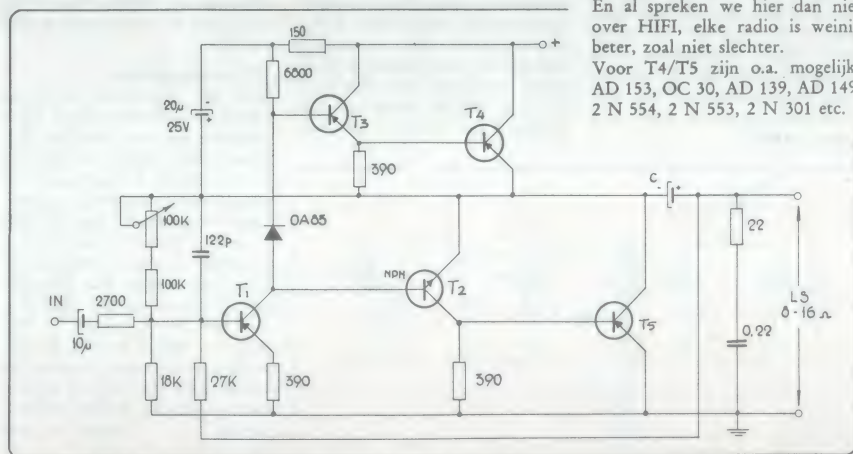 En al spreken we hier dan nie
over HIFI, elke radio is weini
beter, zoal niet slechter.
Voor T4/T5 zijn o.a. mogelijk
AD 153, OC 30, AD 139, AD 149
2 N 554, 2 N 553, 2 N 301 etc.
150
+
6800
20μ
25V
-
+
T3
T4
390
C
-
+
100K
122p
OA85
22
100K
NPN
T1
T2
T5
IN
2700
10μ
LS
8-16 Ω
0.22
18K
27K
390
390